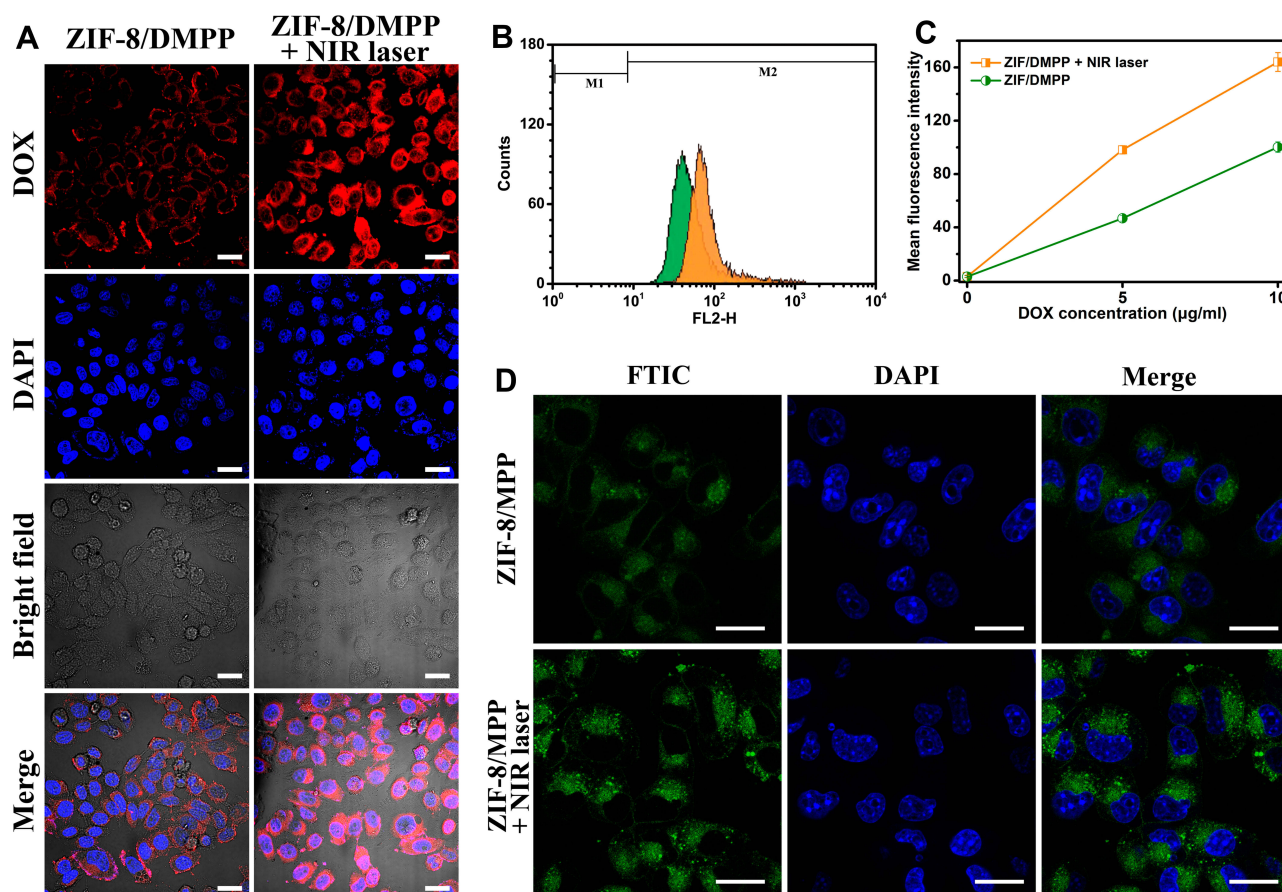 A
ZIF-8/DMPP
ZIF-8/DMPP
+ NIR laser
DOX
DAPI
Bright field
Merge
B
180
120
60
0
Counts
M1
M2
10^0
10^1
10^2
10^3
10^4
FL2-H
C
ZIF/DMPP + NIR laser
ZIF/DMPP
160
120
80
40
0
Mean fluorescence intensity
0
5
10
DOX concentration (μg/ml)
D
FTIC
DAPI
Merge
ZIF-8/MPP
ZIF-8/MPP
+ NIR laser